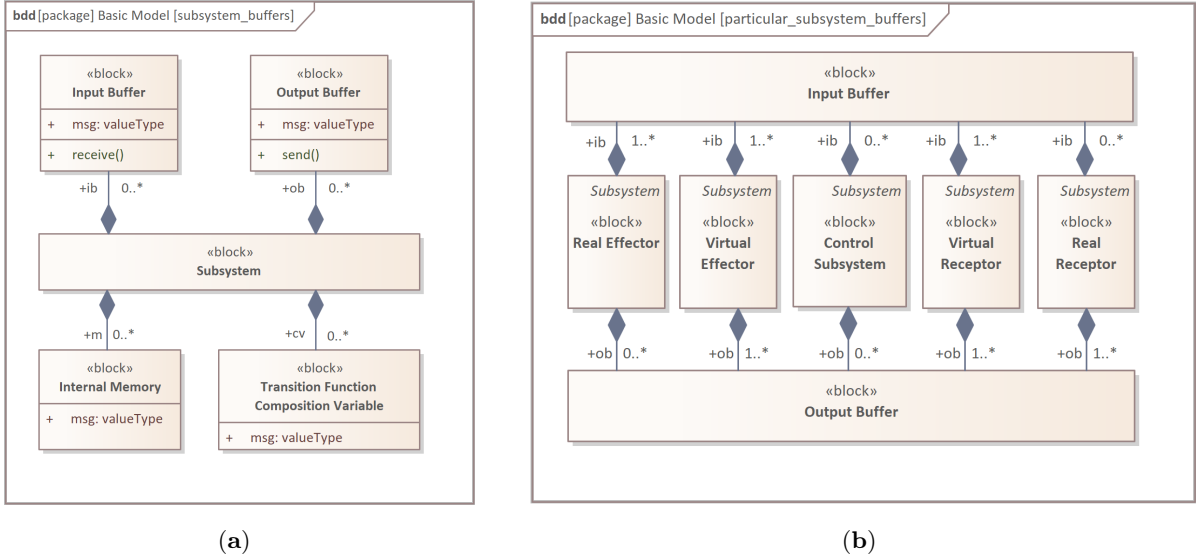 bdd [package] Basic Model [subsystem_buffers]
«block»
Input Buffer
+ msg: valueType
+ receive()
«block»
Output Buffer
+ msg: valueType
+ send()
+ib 0..*
+ob 0..*
«block»
Subsystem
+m 0..*
+cv 0..*
«block»
Internal Memory
+ msg: valueType
«block»
Transition Function
Composition Variable
+ msg: valueType
(a)
bdd [package] Basic Model [particular_subsystem_buffers]
«block»
Input Buffer
+ib 1..*
+ib 1..*
+ib 0..*
+ib 1..*
+ib 0..*
Subsystem
«block»
Real Effector
Subsystem
«block»
Virtual
Effector
Subsystem
«block»
Control
Subsystem
Subsystem
«block»
Virtual
Receptor
Subsystem
«block»
Real
Receptor
+ob 0..*
+ob 1..*
+ob 0..*
+ob 1..*
+ob 1..*
«block»
Output Buffer
(b)